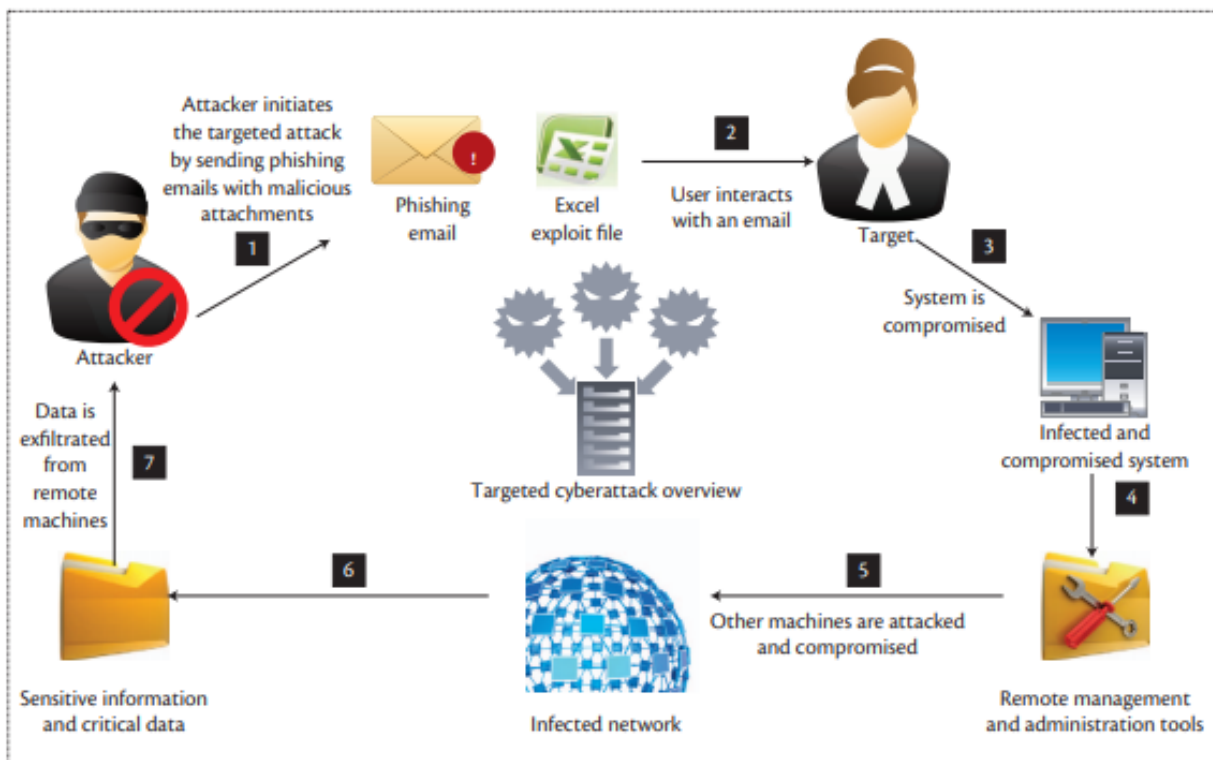 Attacker initiates
the targeted attack
by sending phishing
emails with malicious
attachments
1
Attacker
!
Phishing
email
X
Excel
exploit file
2
User interacts
with an email
Target
3
System is
compromised
Infected and
compromised system
4
Remote management
and administration tools
5
Other machines are attacked
and compromised
Infected network
6
Sensitive information
and critical data
7
Data is
exfiltrated
from
remote
machines
Targeted cyberattack overview